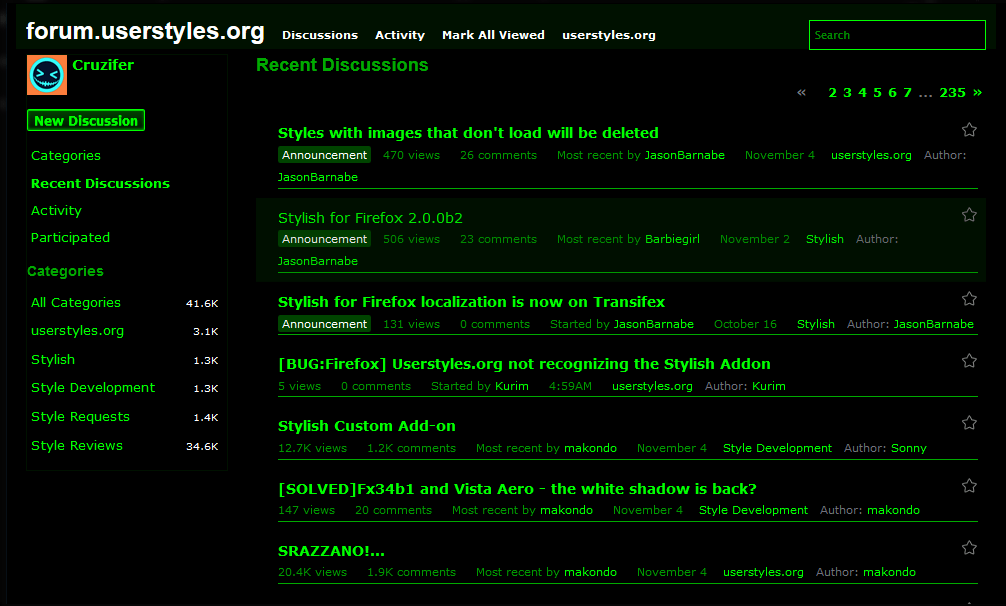 forum.userstyles.org Discussions Activity Mark All Viewed userstyles.org Search
Cruzifer
New Discussion
Categories
Recent Discussions
Activity
Participated
Categories
All Categories 41.6K
userstyles.org 3.1K
Stylish 1.3K
Style Development 1.3K
Style Requests 1.4K
Style Reviews 34.6K
Recent Discussions
« 2 3 4 5 6 7 ... 235 »
Styles with images that don't load will be deleted
Announcement 470 views 26 comments Most recent by JasonBarnabe November 4 userstyles.org Author:
JasonBarnabe
Stylish for Firefox 2.0.0b2
Announcement 506 views 23 comments Most recent by Barbiegirl November 2 Stylish Author:
JasonBarnabe
Stylish for Firefox localization is now on Transifex
Announcement 131 views 0 comments Started by JasonBarnabe October 16 Stylish Author: JasonBarnabe
[BUG:Firefox] Userstyles.org not recognizing the Stylish Addon
5 views 0 comments Started by Kurim 4:59AM userstyles.org Author: Kurim
Stylish Custom Add-on
12.7K views 1.2K comments Most recent by makondo November 4 Style Development Author: Sonny
[SOLVED]Fx34b1 and Vista Aero - the white shadow is back?
147 views 20 comments Most recent by makondo November 4 Style Development Author: makondo
SRAZZANO!...
20.4K views 1.9K comments Most recent by makondo November 4 userstyles.org Author: makondo